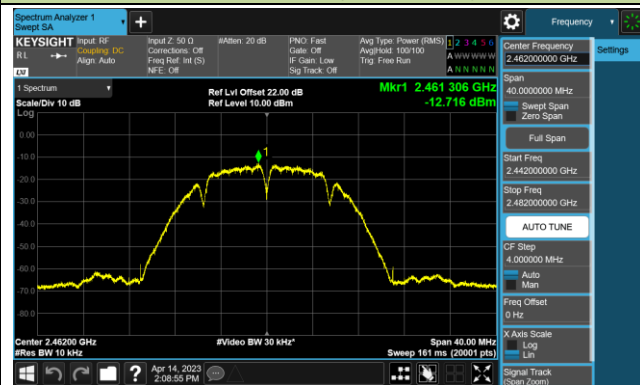 Spectrum Analyzer 1
Swept SA
Frequency
KEYSIGHT
RL
LXI
Input: RF
Coupling: DC
Align: Auto
Input Z: 50 Ω
Corrections: Off
Freq Ref: Int (S)
NFE: Off
#Atten: 20 dB
PNO: Fast
Gate: Off
IF Gain: Low
Sig Track: Off
Avg Type: Power (RMS)
Avg|Hold: 100/100
Trig: Free Run
1 2 3 4 5 6
A W W W W W
A N N N N N
1 Spectrum
Scale/Div 10 dB
Ref Lvl Offset 22.00 dB
Ref Level 10.00 dBm
Mkr1 2.461 306 GHz
-12.716 dBm
Log
1
0.00
-10.0
-20.0
-30.0
-40.0
-50.0
-60.0
-70.0
-80.0
Center 2.46200 GHz
#Res BW 10 kHz
#Video BW 30 kHz*
Span 40.00 MHz
Sweep 161 ms (20001 pts)
Center Frequency
2.462000000 GHz
Settings
Span
40.0000000 MHz
Swept Span
Zero Span
Full Span
Start Freq
2.442000000 GHz
Stop Freq
2.482000000 GHz
AUTO TUNE
CF Step
4.000000 MHz
Auto
Man
Freq Offset
0 Hz
X Axis Scale
Log
Lin
Signal Track
(Span Zoom)
?
Apr 14, 2023
2:08:55 PM